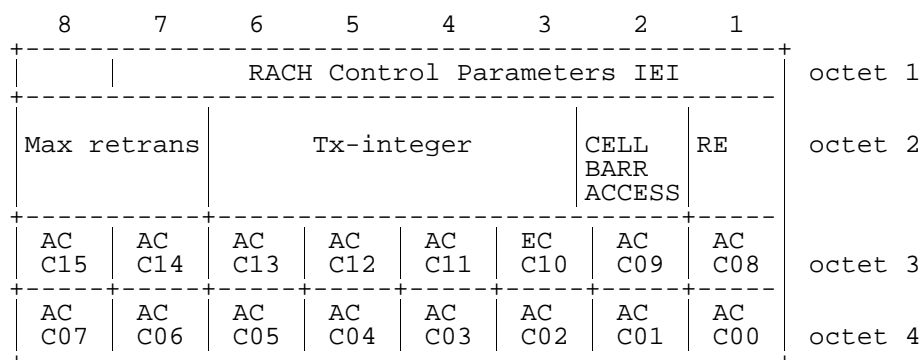 8 7 6 5 4 3 2 1
RACH Control Parameters IEI octet 1
Max retrans Tx-integer CELL RE octet 2
BARR
ACCESS
AC AC AC AC AC EC AC AC
C15 C14 C13 C12 C11 C10 C09 C08 octet 3
AC AC AC AC AC AC AC AC
C07 C06 C05 C04 C03 C02 C01 C00 octet 4